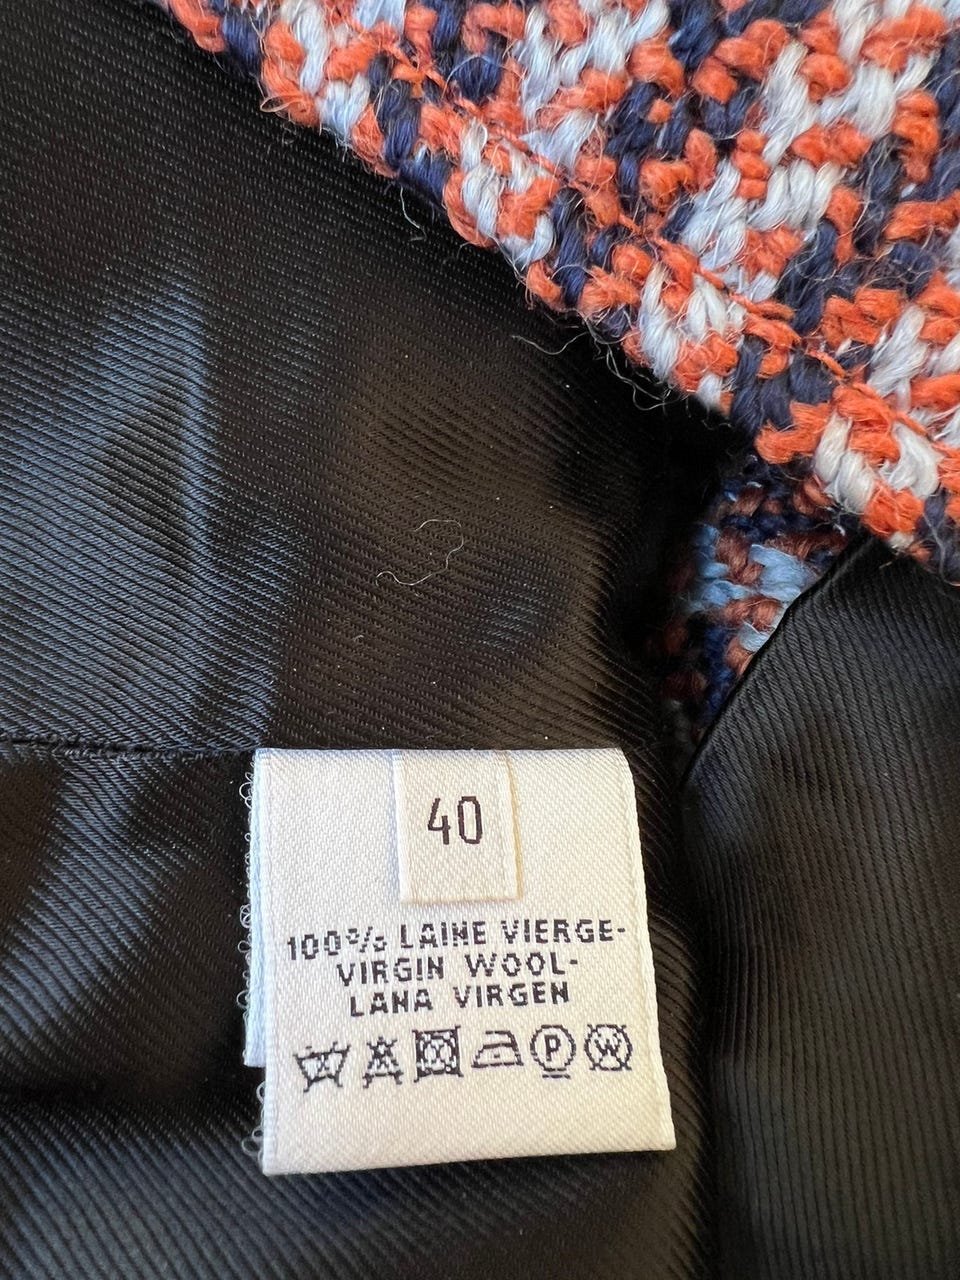 40
100% LAINE VIERGE-
VIRGIN WOOL-
LANA VIRGEN
P W